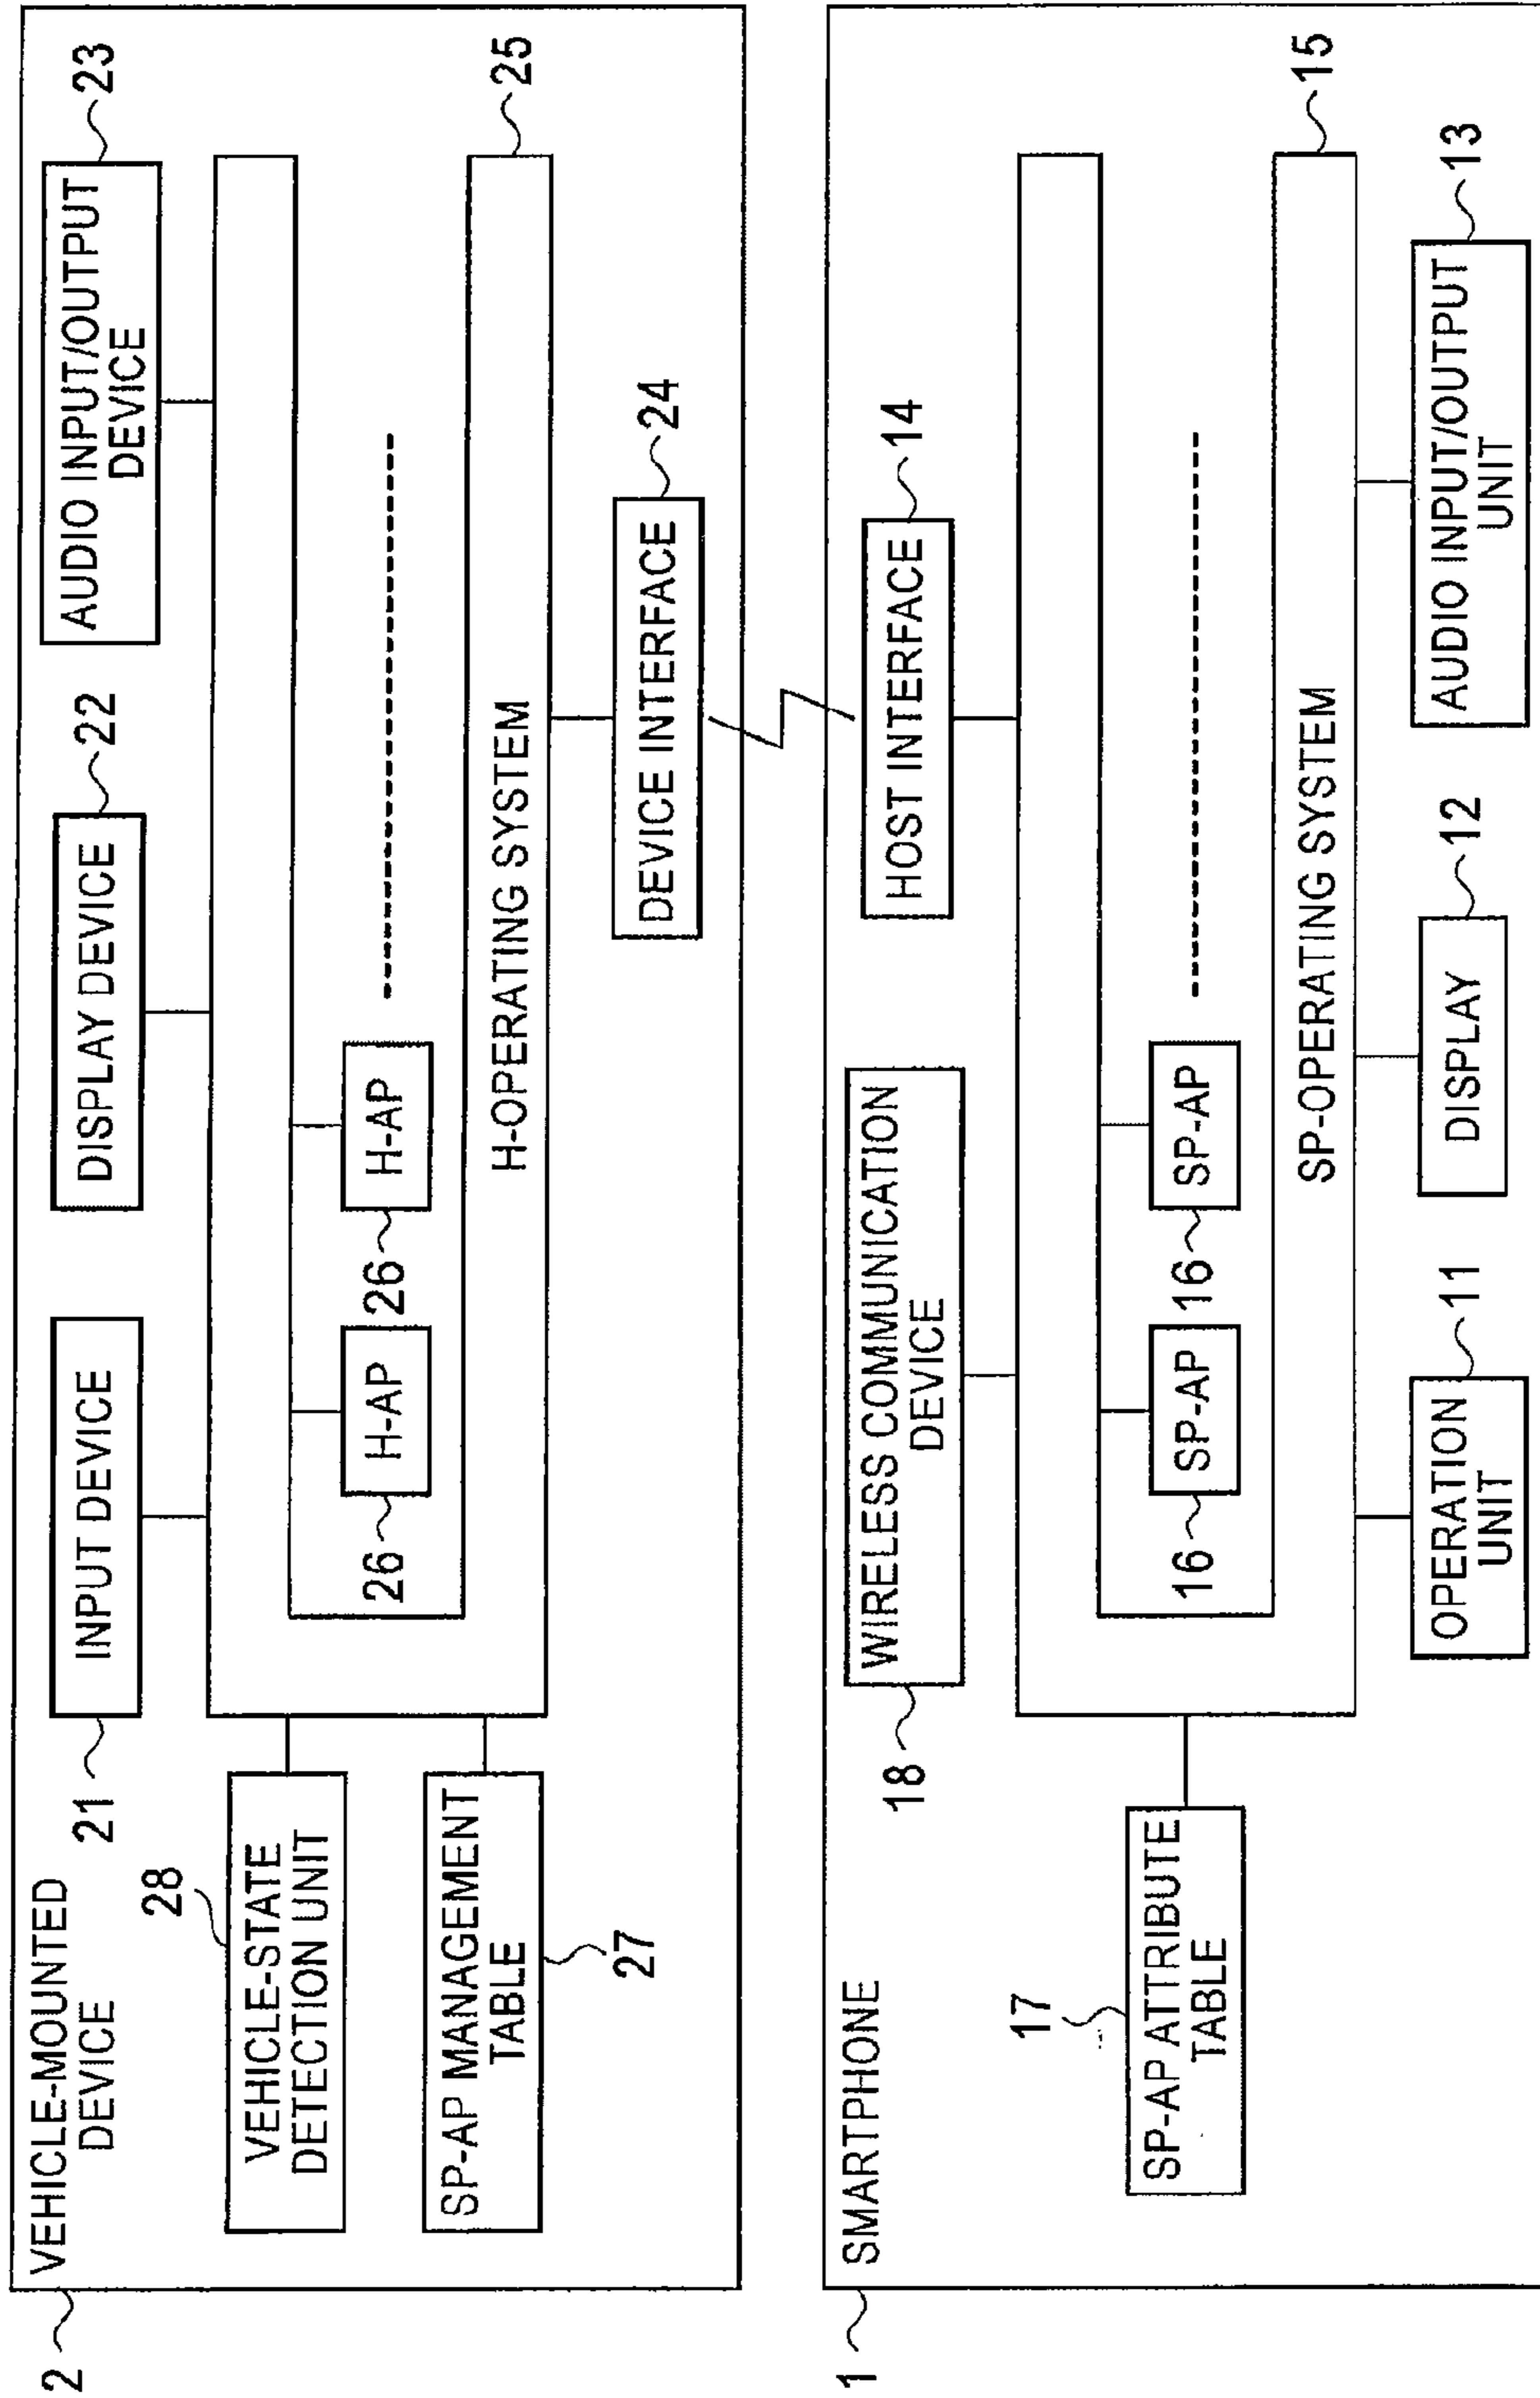 2
VEHICLE-MOUNTED
DEVICE
21
INPUT DEVICE
DISPLAY DEVICE
22
AUDIO INPUT/OUTPUT
DEVICE
23
28
VEHICLE-STATE
DETECTION UNIT
SP-AP MANAGEMENT
TABLE
27
26
H-AP
26
H-AP
H-OPERATING SYSTEM
25
DEVICE INTERFACE
24
1
SMARTPHONE
18
WIRELESS COMMUNICATION
DEVICE
HOST INTERFACE
14
17
SP-AP ATTRIBUTE
TABLE
16
SP-AP
16
SP-AP
SP-OPERATING SYSTEM
15
OPERATION
UNIT
11
DISPLAY
12
AUDIO INPUT/OUTPUT
UNIT
13